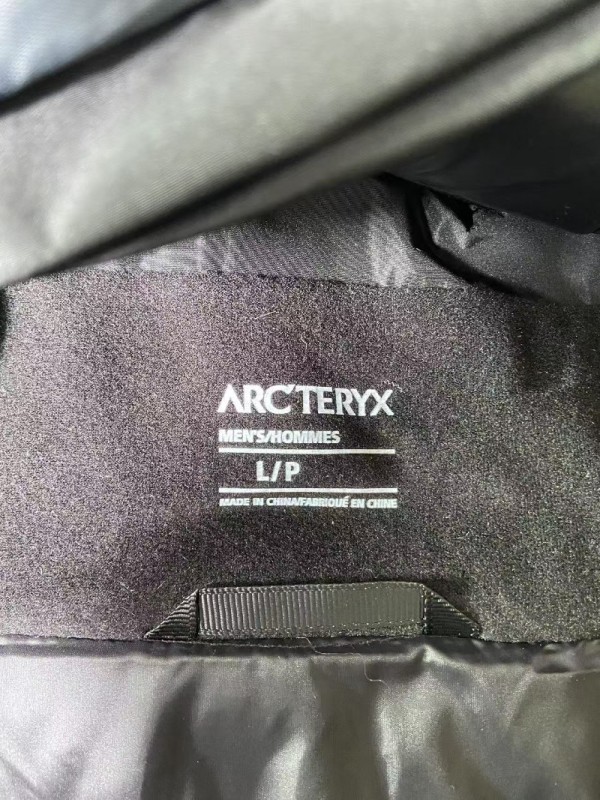 ARC'TERYX
MEN'S/HOMMES
L/P
MADE IN CHINA/FABRIQUÉ EN CHINE